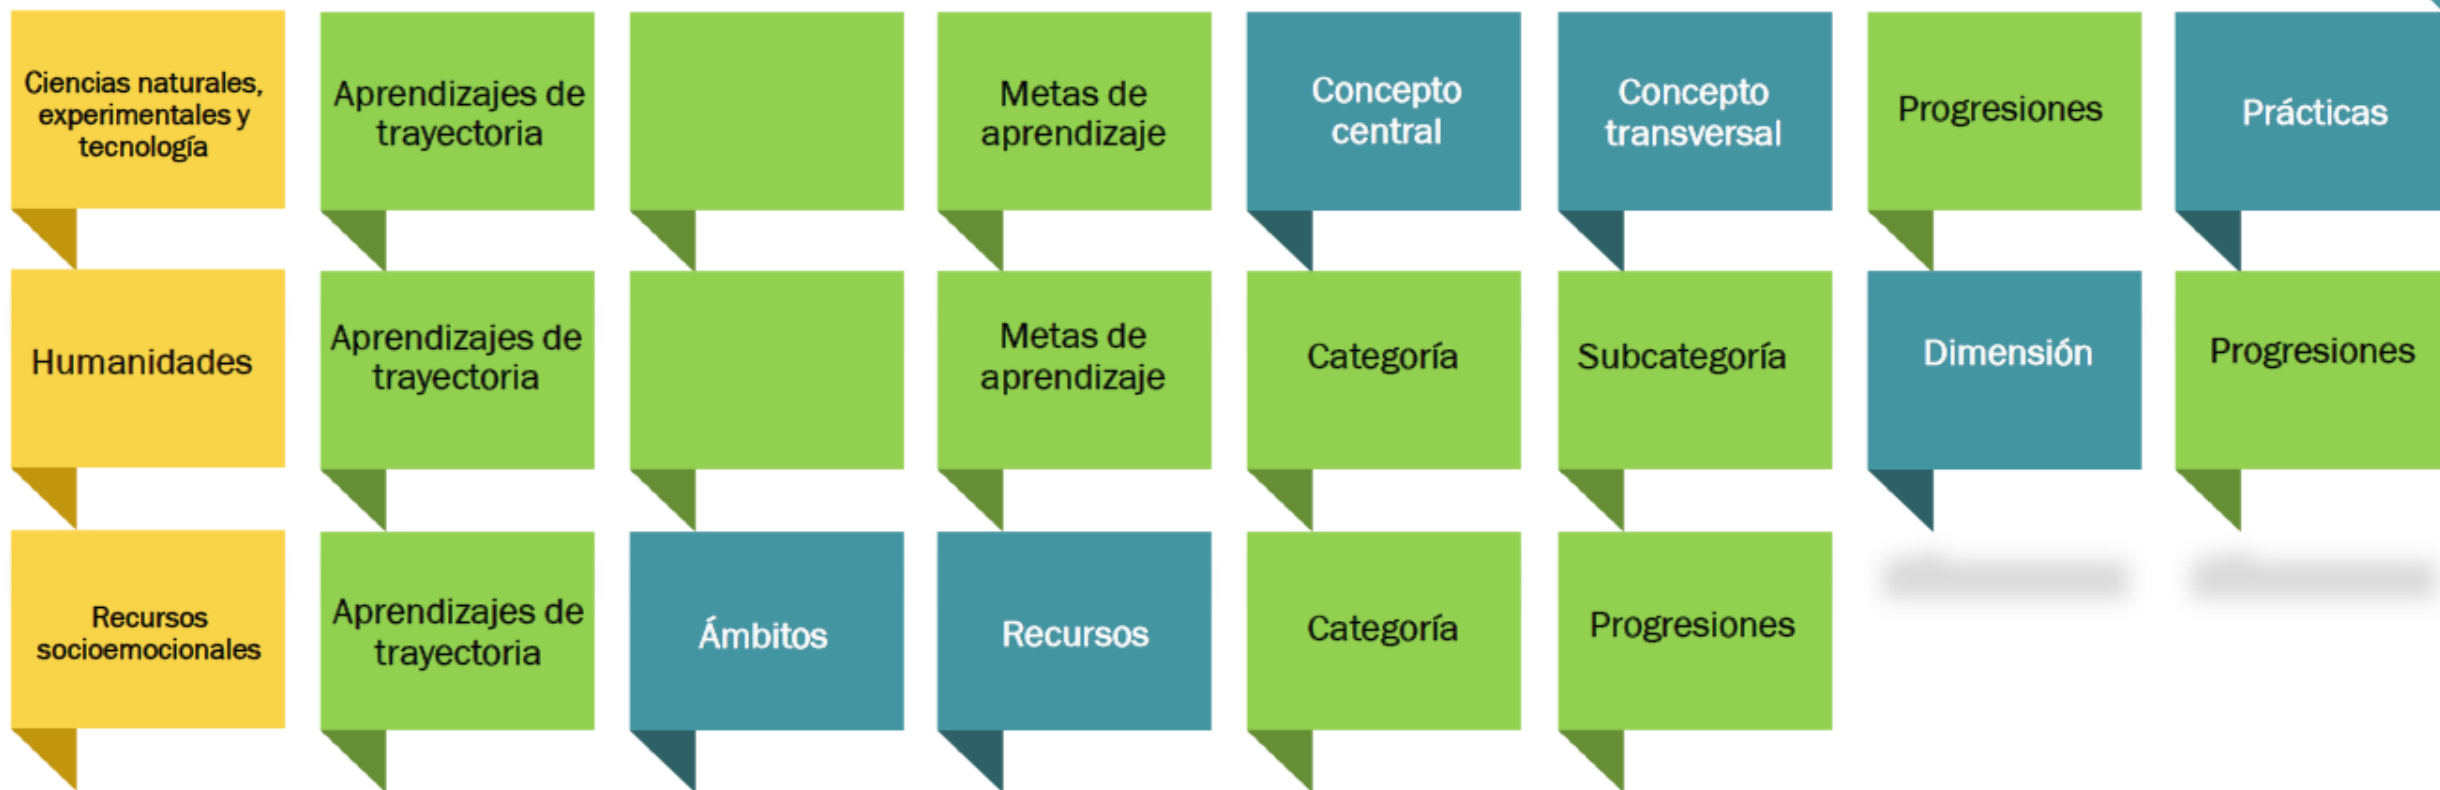 Ciencias naturales,
experimentales y
tecnología
Aprendizajes de
trayectoria
Metas de
aprendizaje
Concepto
central
Concepto
transversal
Progresiones
Prácticas
Humanidades
Aprendizajes de
trayectoria
Metas de
aprendizaje
Categoría
Subcategoría
Dimensión
Progresiones
Recursos
socioemocionales
Aprendizajes de
trayectoria
Ámbitos
Recursos
Categoría
Progresiones